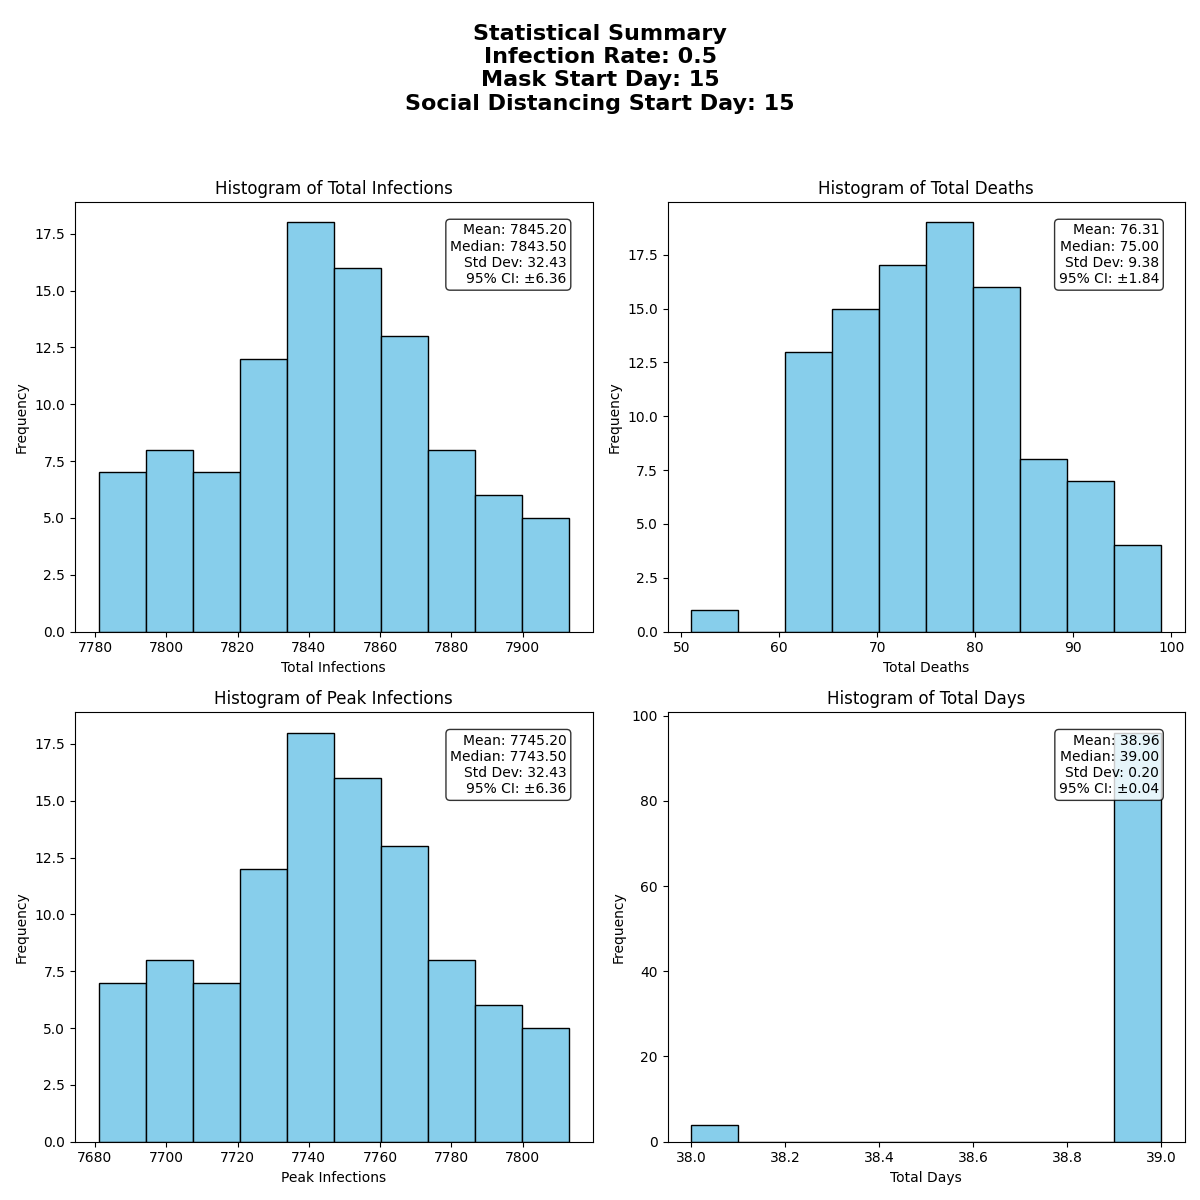 Statistical Summary
Infection Rate: 0.5
Mask Start Day: 15
Social Distancing Start Day: 15
Histogram of Total Infections
Mean: 7845.20
Median: 7843.50
Std Dev: 32.43
95% CI: ±6.36
17.5
15.0
12.5
10.0
7.5
5.0
2.5
0.0
Frequency
7780 7800 7820 7840 7860 7880 7900
Total Infections
Histogram of Total Deaths
Mean: 76.31
Median: 75.00
Std Dev: 9.38
95% CI: ±1.84
17.5
15.0
12.5
10.0
7.5
5.0
2.5
0.0
Frequency
50 60 70 80 90 100
Total Deaths
Histogram of Peak Infections
Mean: 7745.20
Median: 7743.50
Std Dev: 32.43
95% CI: ±6.36
17.5
15.0
12.5
10.0
7.5
5.0
2.5
0.0
Frequency
7680 7700 7720 7740 7760 7780 7800
Peak Infections
Histogram of Total Days
Mean: 38.96
Median: 39.00
Std Dev: 0.20
95% CI: ±0.04
100
80
60
40
20
0
Frequency
38.0 38.2 38.4 38.6 38.8 39.0
Total Days